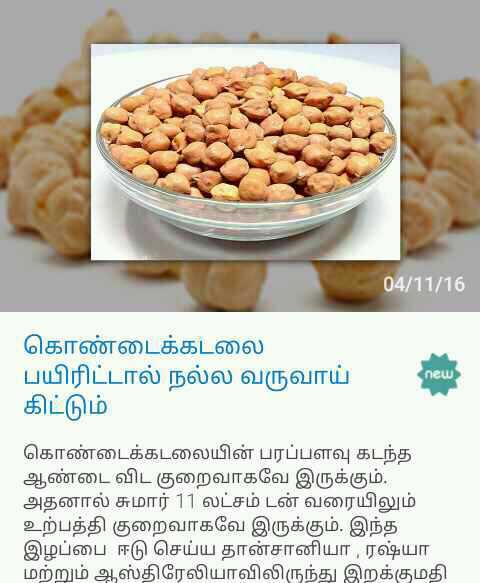 04/11/16
கொண்டைக்கடலை
பயிரிட்டால் நல்ல வருவாய்
கிட்டும்
new
கொண்டைக்கடலையின் பரப்பளவு கடந்த
ஆண்டை விட குறைவாகவே இருக்கும்.
அதனால் சுமார் 11 லட்சம் டன் வரையிலும்
உற்பத்தி குறைவாகவே இருக்கும். இந்த
இழப்பை ஈடு செய்ய தான்சானியா , ரஷ்யா
மற்றும் ஆஸ்திரேலியாவிலிருந்து இறக்குமதி